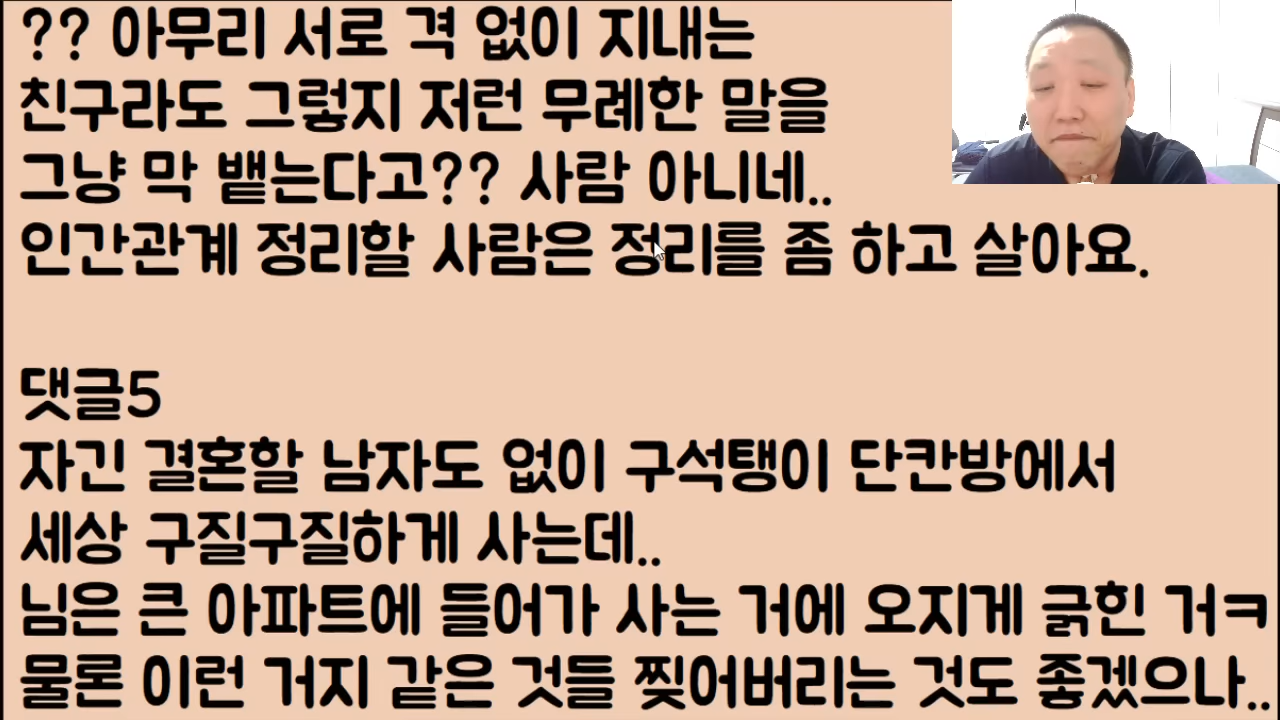 ?? 아무리 서로 격 없이 지내는
친구라도 그렇지 저런 무례한 말을
그냥 막 뱉는다고?? 사람 아니네..
인간관계 정리할 사람은 정리를 좀 하고 살아요.
댓글5
자긴 결혼할 남자도 없이 구석탱이 단칸방에서
세상 구질구질하게 사는데..
님은 큰 아파트에 들어가 사는 거에 오지게 긁힌 거ㅋ
물론 이런 거지 같은 것들 찢어버리는 것도 좋겠으나..